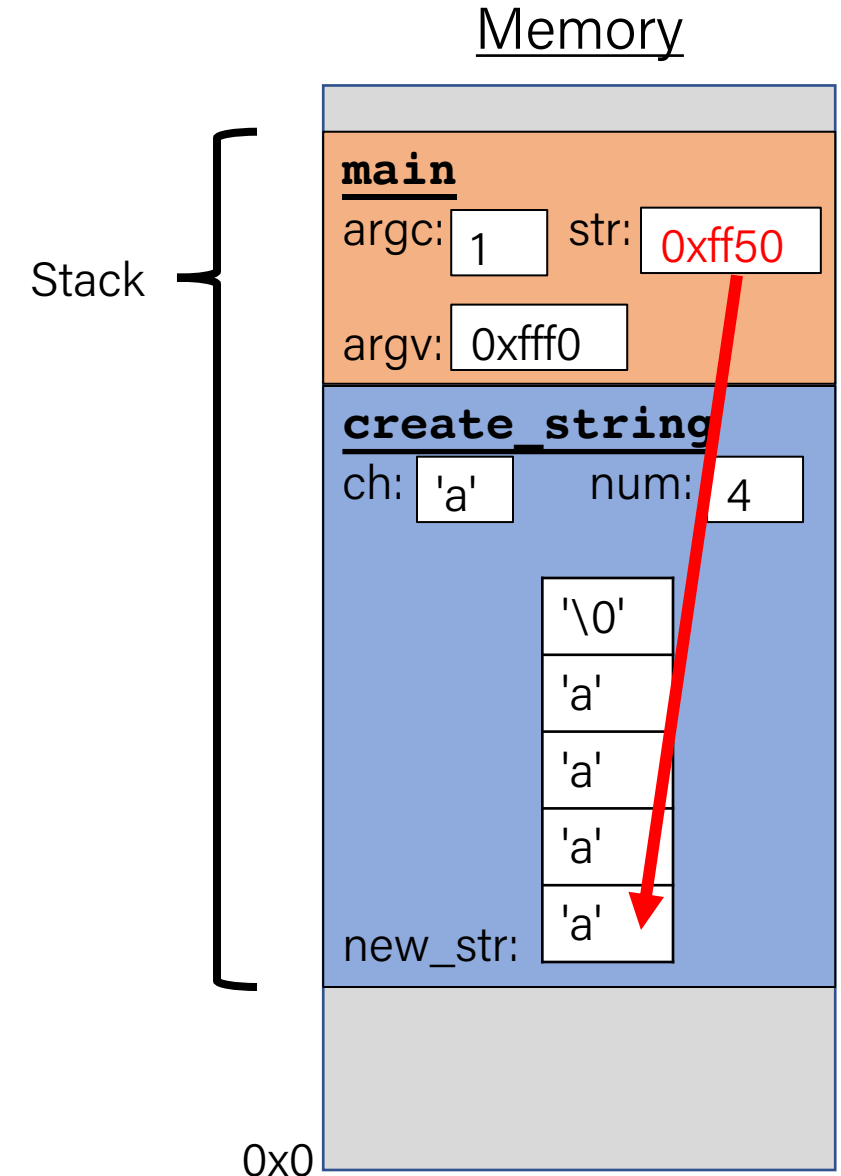 Memory
main
argc: 1 str: 0xff50
Stack
argv: 0xfff0
create_string
ch: 'a' num: 4
'\0'
'a'
'a'
'a'
new_str: 'a'
0x0